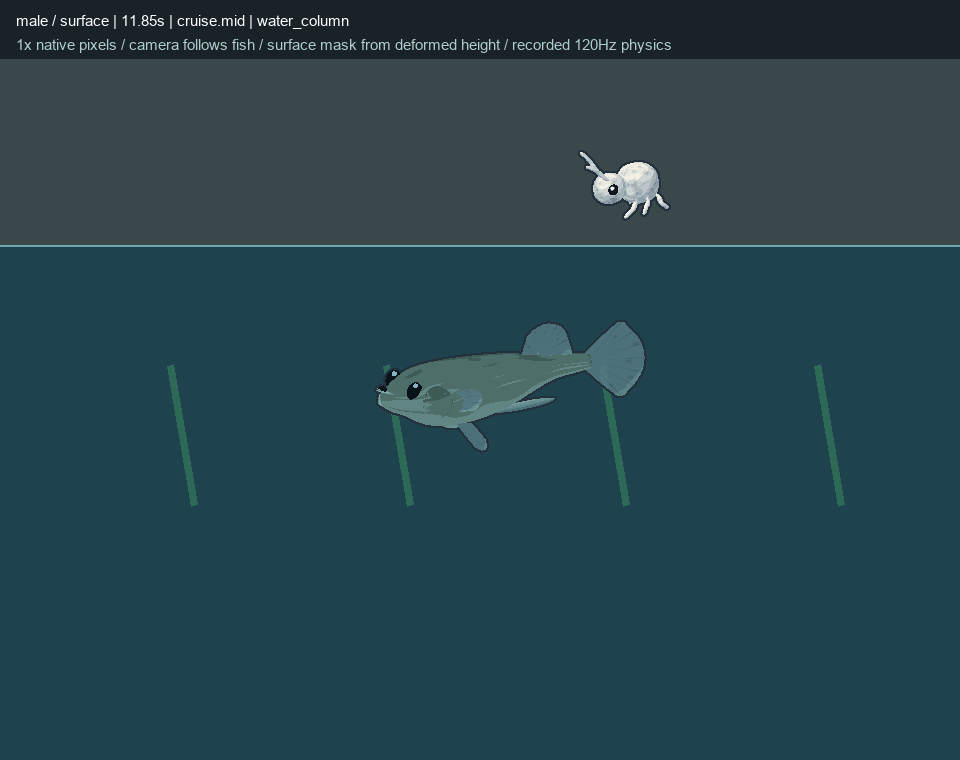 male / surface | 11.85s | cruise.mid | water_column
1x native pixels / camera follows fish / surface mask from deformed height / recorded 120Hz physics